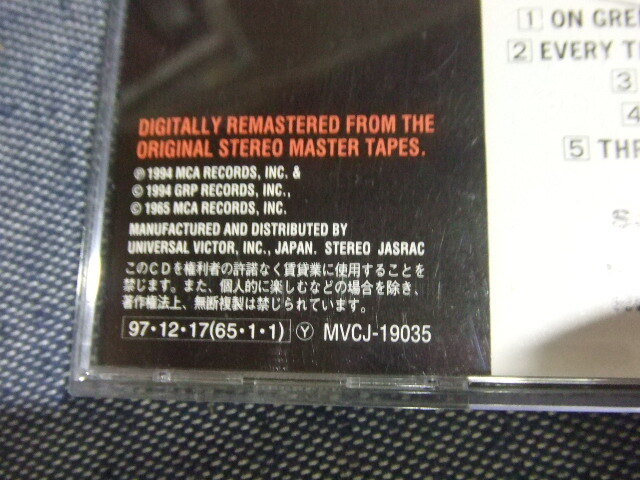 1 ON GREE
2 EVERY T
3
4
5 THR
S.
DIGITALLY REMASTERED FROM THE
ORIGINAL STEREO MASTER TAPES.
Ⓟ 1994 MCA RECORDS, INC. &
© 1994 GRP RECORDS, INC.,
© 1965 MCA RECORDS, INC.
MANUFACTURED AND DISTRIBUTED BY
UNIVERSAL VICTOR, INC., JAPAN. STEREO JASRAC
このCDを権利者の許諾なく賃貸業に使用することを
禁じます。また、個人的に楽しむなどの場合を除き、
著作権法上、無断複製は禁じられています。
97・12・17(65・1・1) Ⓨ MVCJ-19035